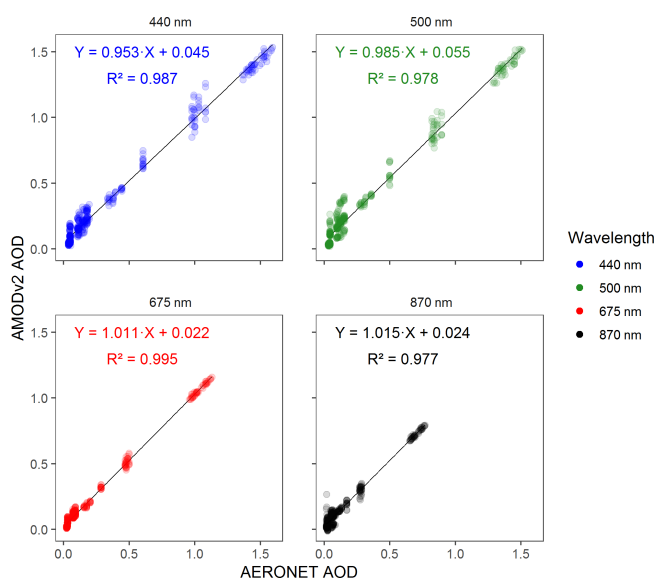 440 nm
500 nm
Y = 0.953·X + 0.045
R² = 0.987
Y = 0.985·X + 0.055
R² = 0.978
1.5
1.0
0.5
0.0
675 nm
870 nm
Y = 1.011·X + 0.022
R² = 0.995
Y = 1.015·X + 0.024
R² = 0.977
1.5
1.0
0.5
0.0
0.0 0.5 1.0 1.5
0.0 0.5 1.0 1.5
AMODv2 AOD
AERONET AOD
Wavelength
440 nm
500 nm
675 nm
870 nm